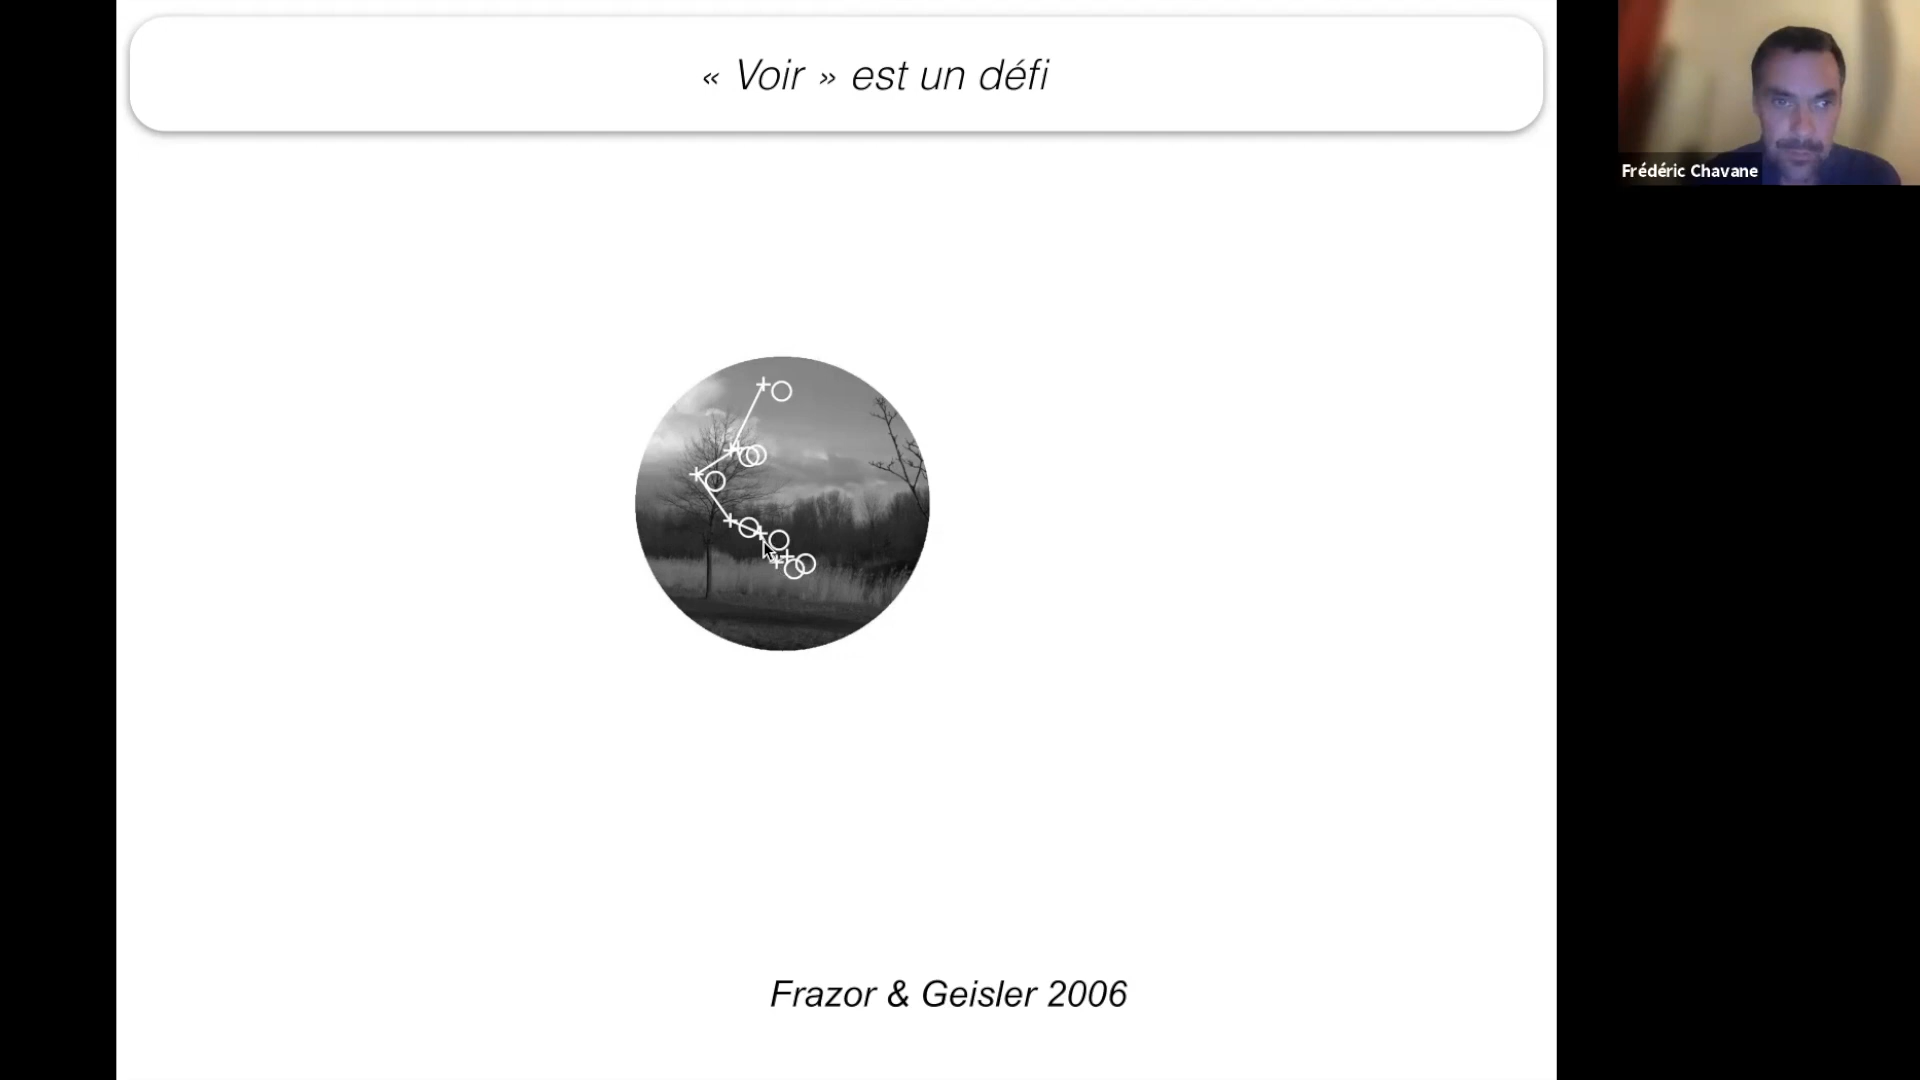 « Voir » est un défi
Frédéric Chavane
Frazor & Geisler 2006